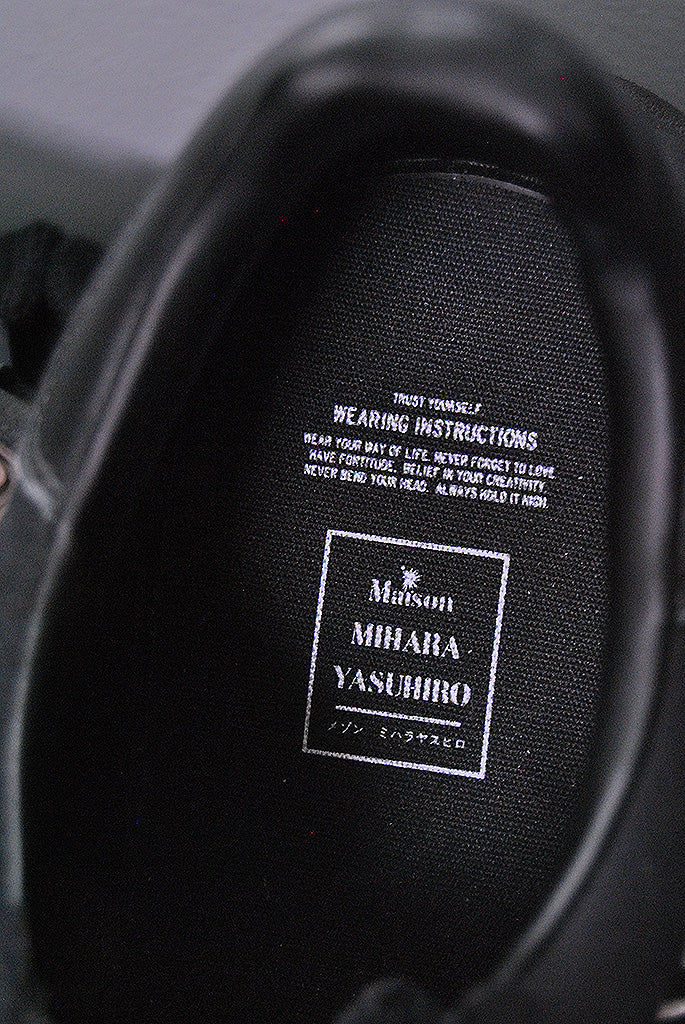 TRUST YOURSELF
WEARING INSTRUCTIONS
WEAR YOUR WAY OF LIFE. NEVER FORGET TO LOVE
HAVE FORTITUDE. BELIEF IN YOUR CREATIVITY
NEVER BEND YOUR HEAD. ALWAYS HOLD IT HIGH.
Maison
MIHARA
YASUHIRO
メゾン ミハラヤスヒロ